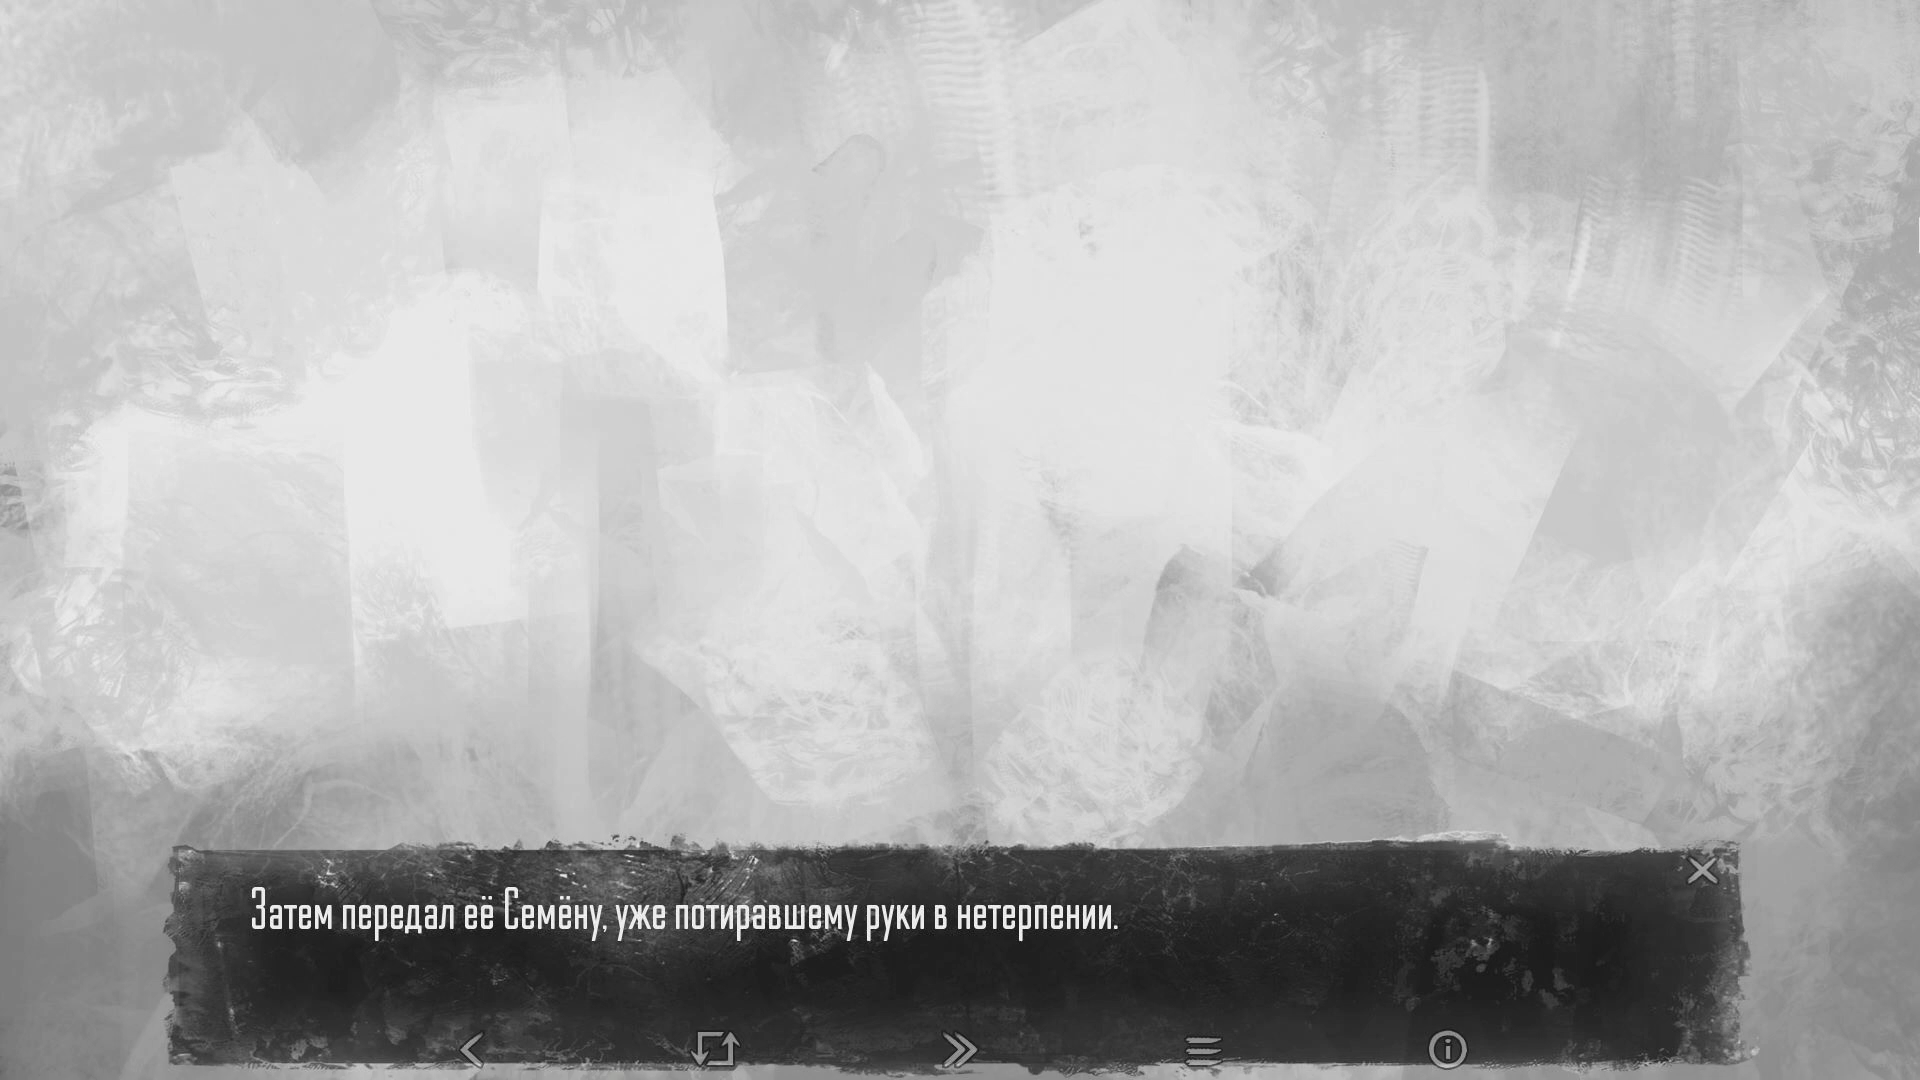 Затем передал её Семёну, уже потиравшему руки в нетерпении.